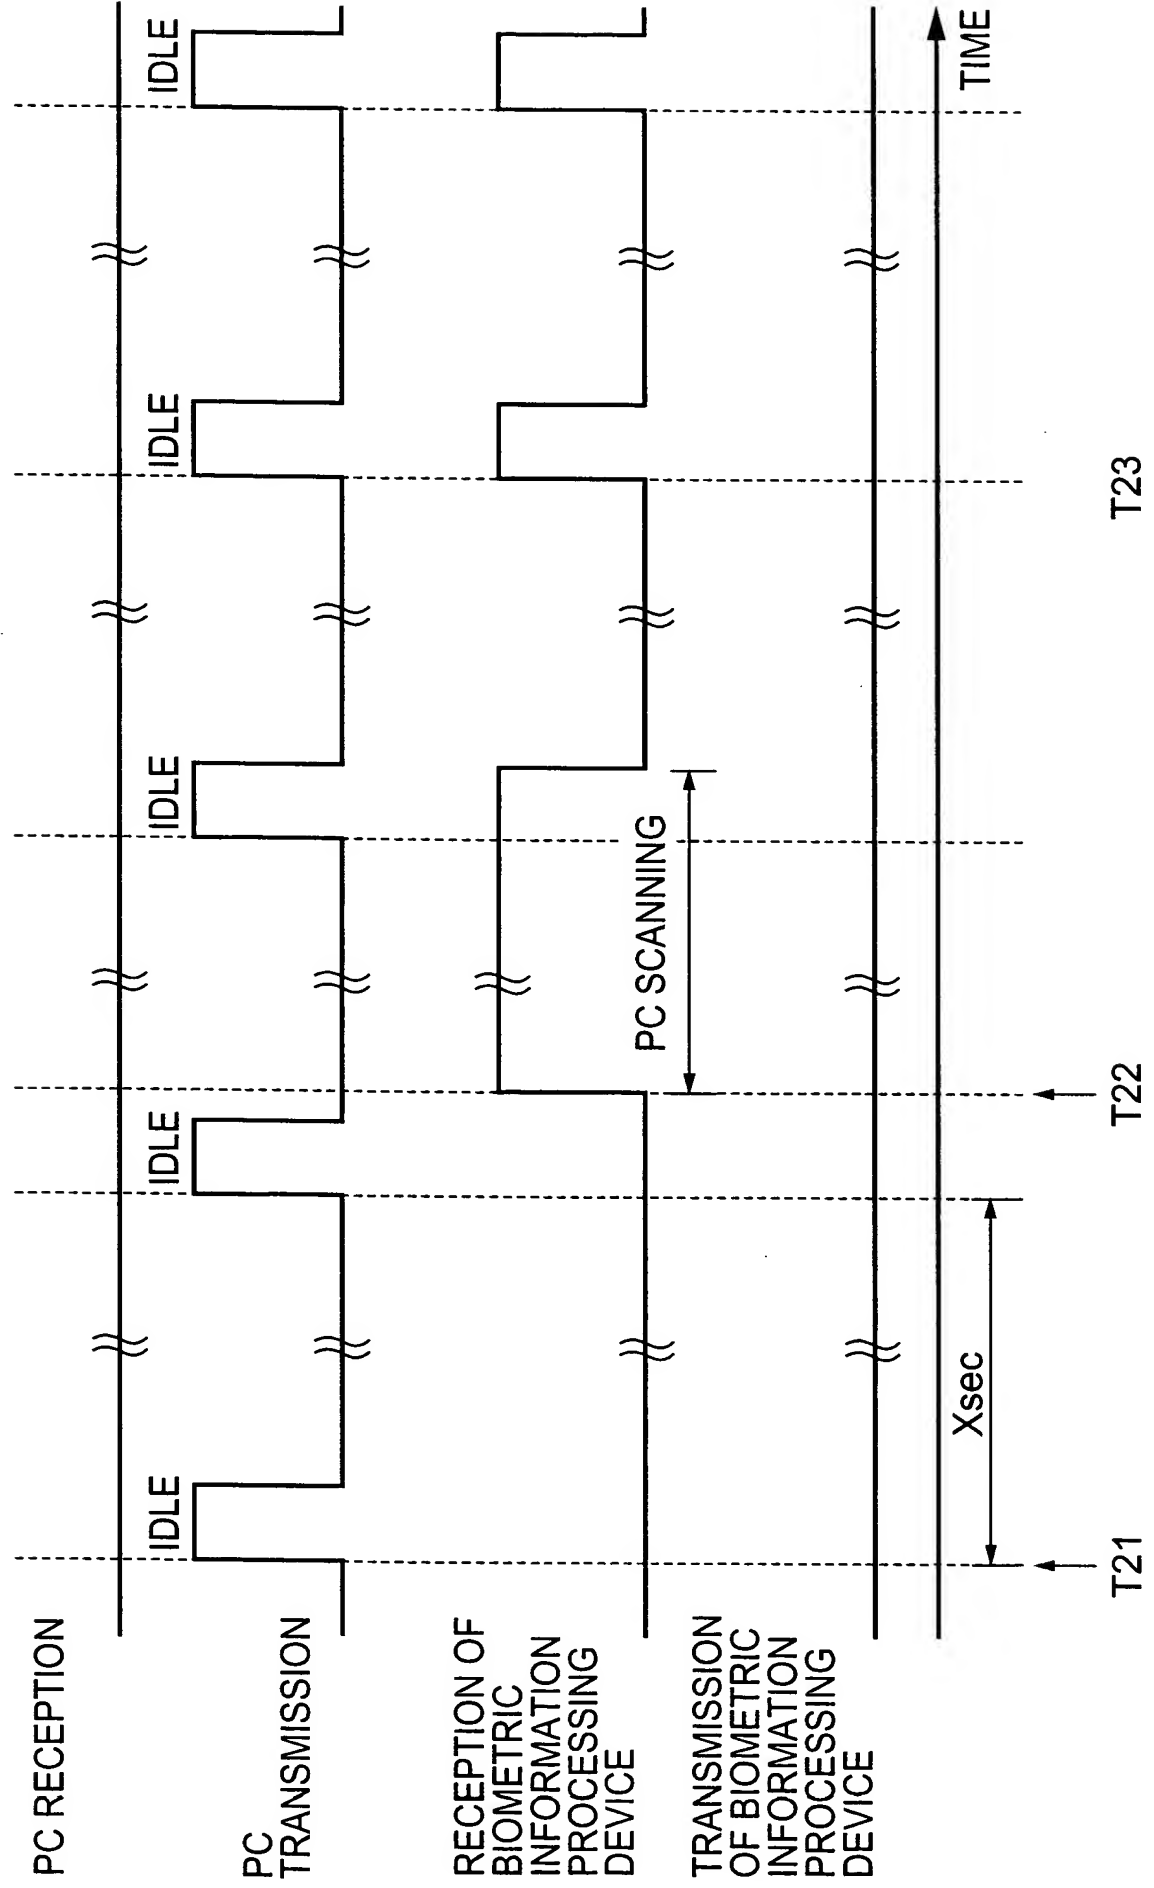 PC RECEPTION
IDLE
IDLE
IDLE
IDLE
IDLE
PC
TRANSMISSION
RECEPTION OF
BIOMETRIC
INFORMATION
PROCESSING
DEVICE
PC SCANNING
TRANSMISSION
OF BIOMETRIC
INFORMATION
PROCESSING
DEVICE
TIME
Xsec
T21
T22
T23